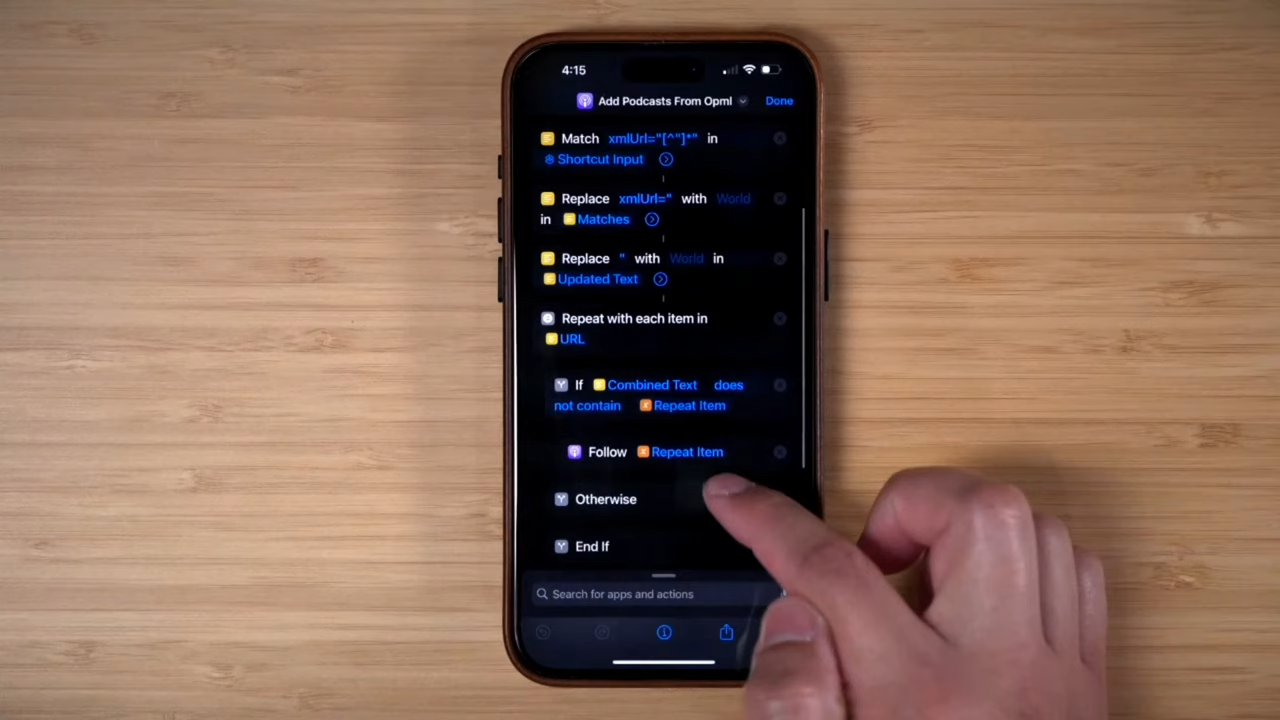 4:15
Add Podcasts From Opml
Done
Match xmlUrl="[^"]*" in
Shortcut Input
Replace xmlUrl=" with World
in Matches
Replace " with World in
Updated Text
Repeat with each item in
URL
If Combined Text does
not contain Repeat Item
Follow Repeat Item
Otherwise
End If
Search for apps and actions